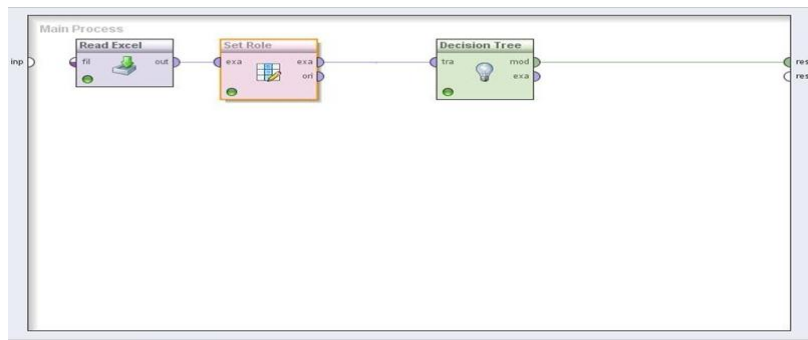 Main Process
Read Excel
Set Role
Decision Tree
inp
fil
out
exa
exa
tra
mod
res
ori
exa
res